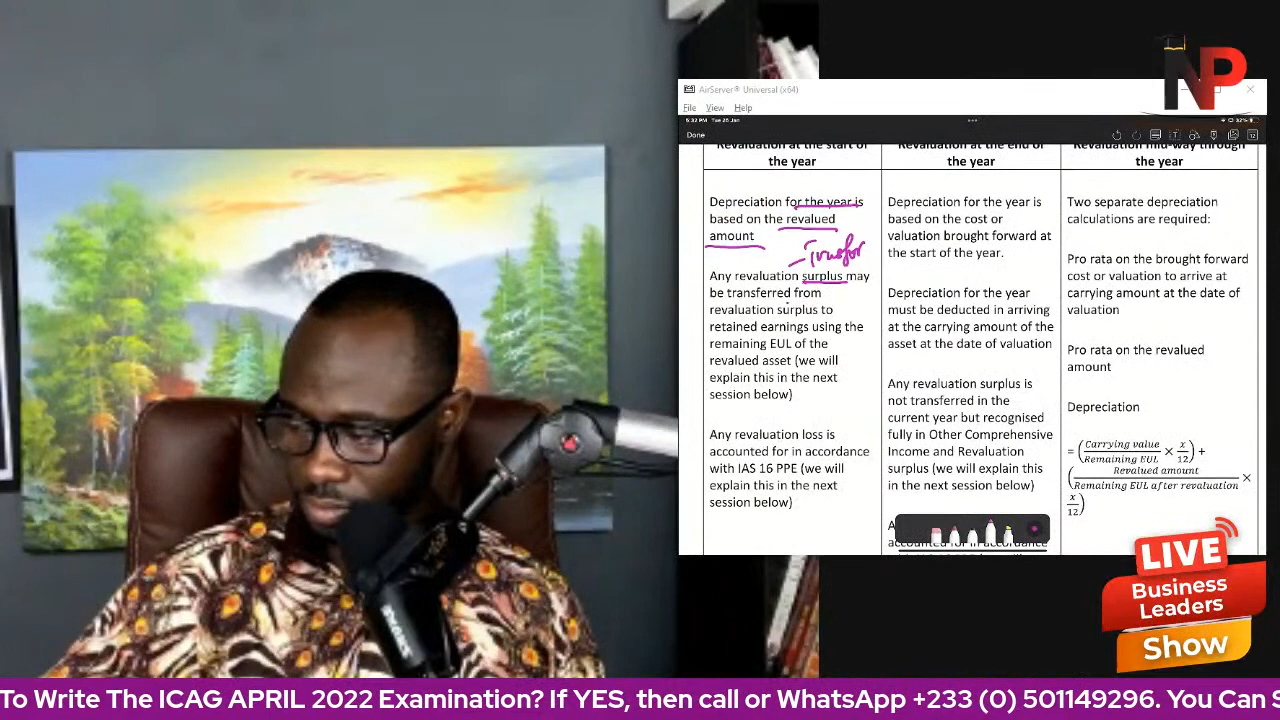 NP
AirServer® Universal (x64)
File View Help
5:32 PM Tue 26 Jan
32%
Done
Revaluation at the start of
the year
Depreciation for the year is
based on the revalued
amount
- Transfer
Any revaluation surplus may
be transferred from
revaluation surplus to
retained earnings using the
remaining EUL of the
revalued asset (we will
explain this in the next
session below)
Any revaluation loss is
accounted for in accordance
with IAS 16 PPE (we will
explain this in the next
session below)
Revaluation at the end of
the year
Depreciation for the year is
based on the cost or
valuation brought forward at
the start of the year.
Depreciation for the year
must be deducted in arriving
at the carrying amount of the
asset at the date of valuation
Any revaluation surplus is
not transferred in the
current year but recognised
fully in Other Comprehensive
Income and Revaluation
surplus (we will explain this
in the next session below)
Revaluation mid-way through
the year
Two separate depreciation
calculations are required:
Pro rata on the brought forward
cost or valuation to arrive at
carrying amount at the date of
valuation
Pro rata on the revalued
amount
Depreciation
= (Carrying value / Remaining EUL × x/12) +
(Revalued amount / Remaining EUL after revaluation ×
x/12)
LIVE
Business
Leaders
Show
To Write The ICAG APRIL 2022 Examination? If YES, then call or WhatsApp +233 (0) 501149296. You Can S